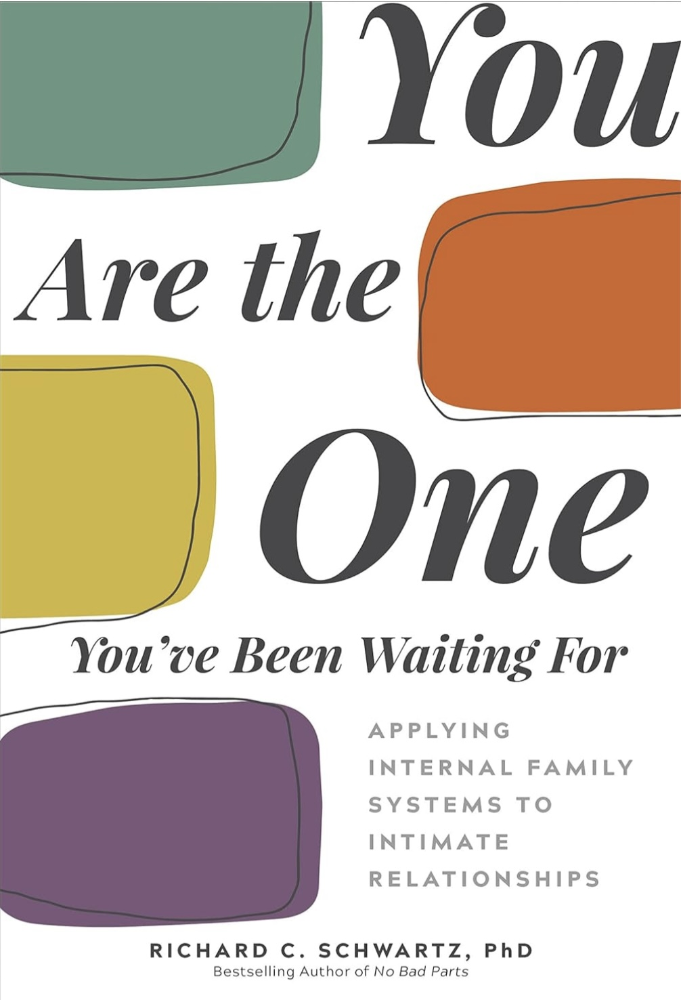 You
Are the
One
You've Been Waiting For
APPLYING
INTERNAL FAMILY
SYSTEMS TO
INTIMATE
RELATIONSHIPS
RICHARD C. SCHWARTZ, PhD
Bestselling Author of No Bad Parts